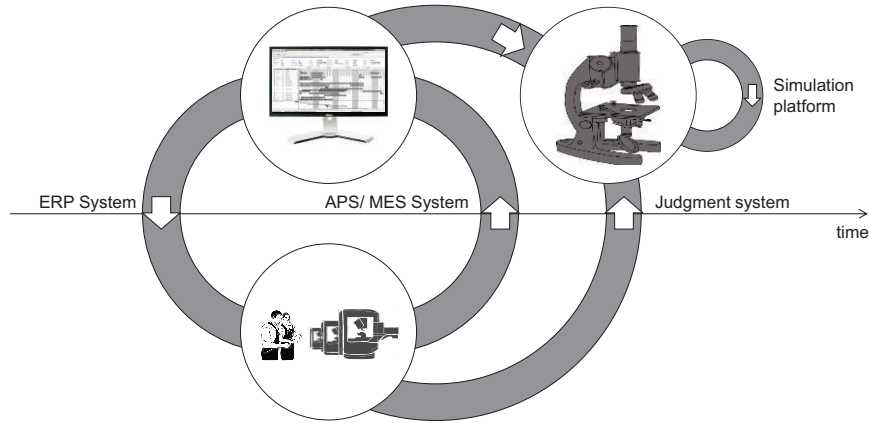 Simulation
platform
ERP System
APS/ MES System
Judgment system
time